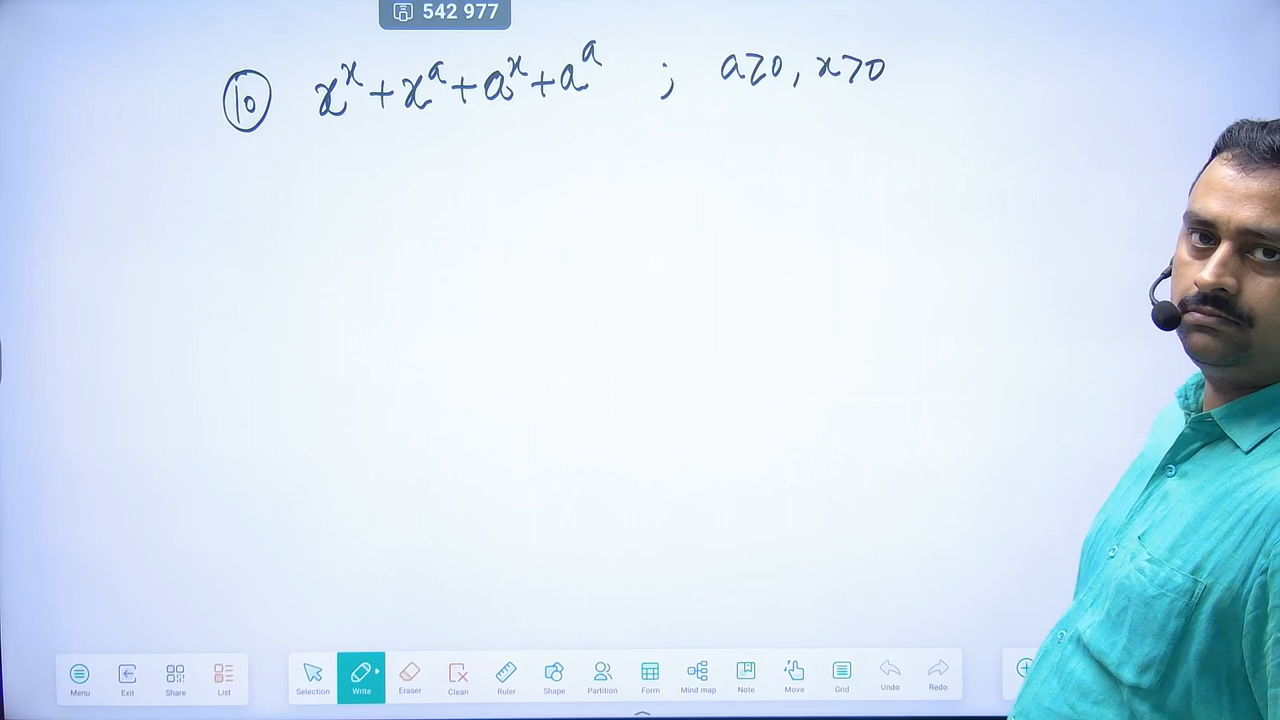 542 977
⑩ x^x + x^a + a^x + a^a ; a>0, x>0
Menu Exit Share List Selection Write Eraser Clean Ruler Shape Partition Form Mind map Note Move Grid Undo Redo